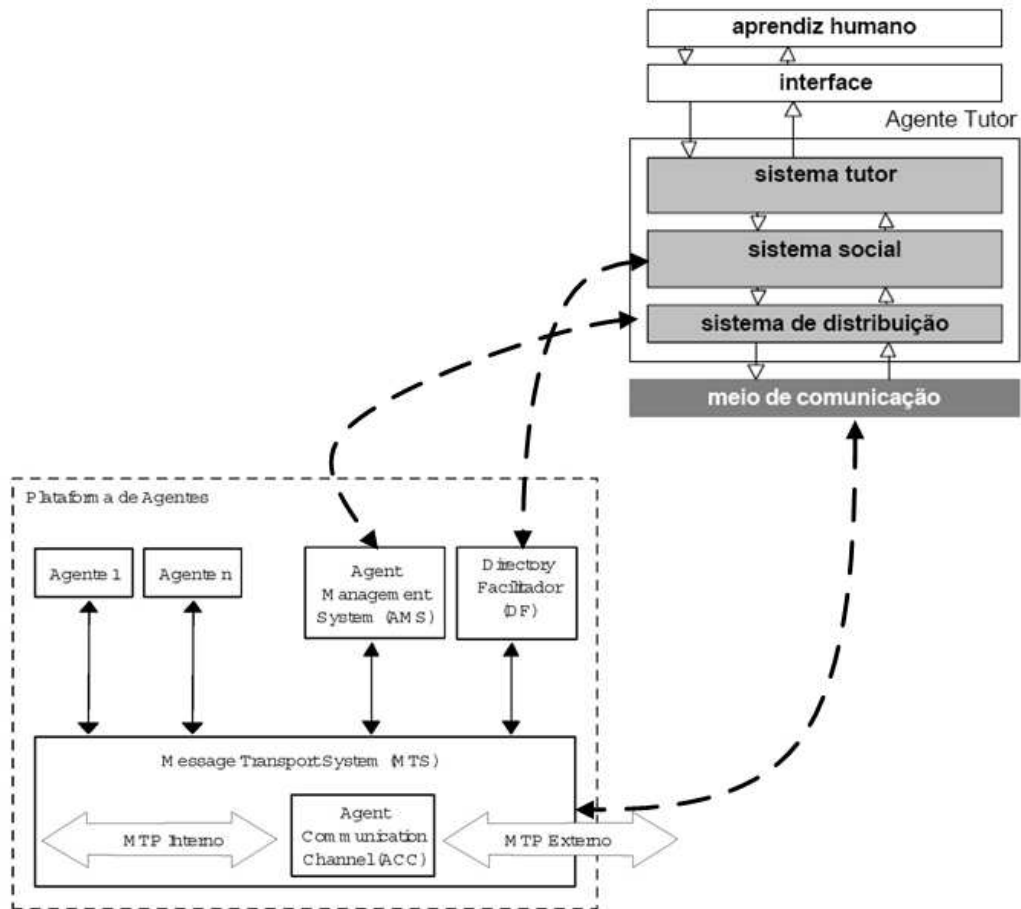 aprendiz humano
interface
Agente Tutor
sistema tutor
sistema social
sistema de distribuição
meio de comunicação
Plataforma de Agentes
Agente 1
Agente n
Agent
Management
System (AMS)
Directory
Facilitador
(DF)
Message Transport System (MTS)
MTP Interno
Agent
Communication
Channel (ACC)
MTP Externo